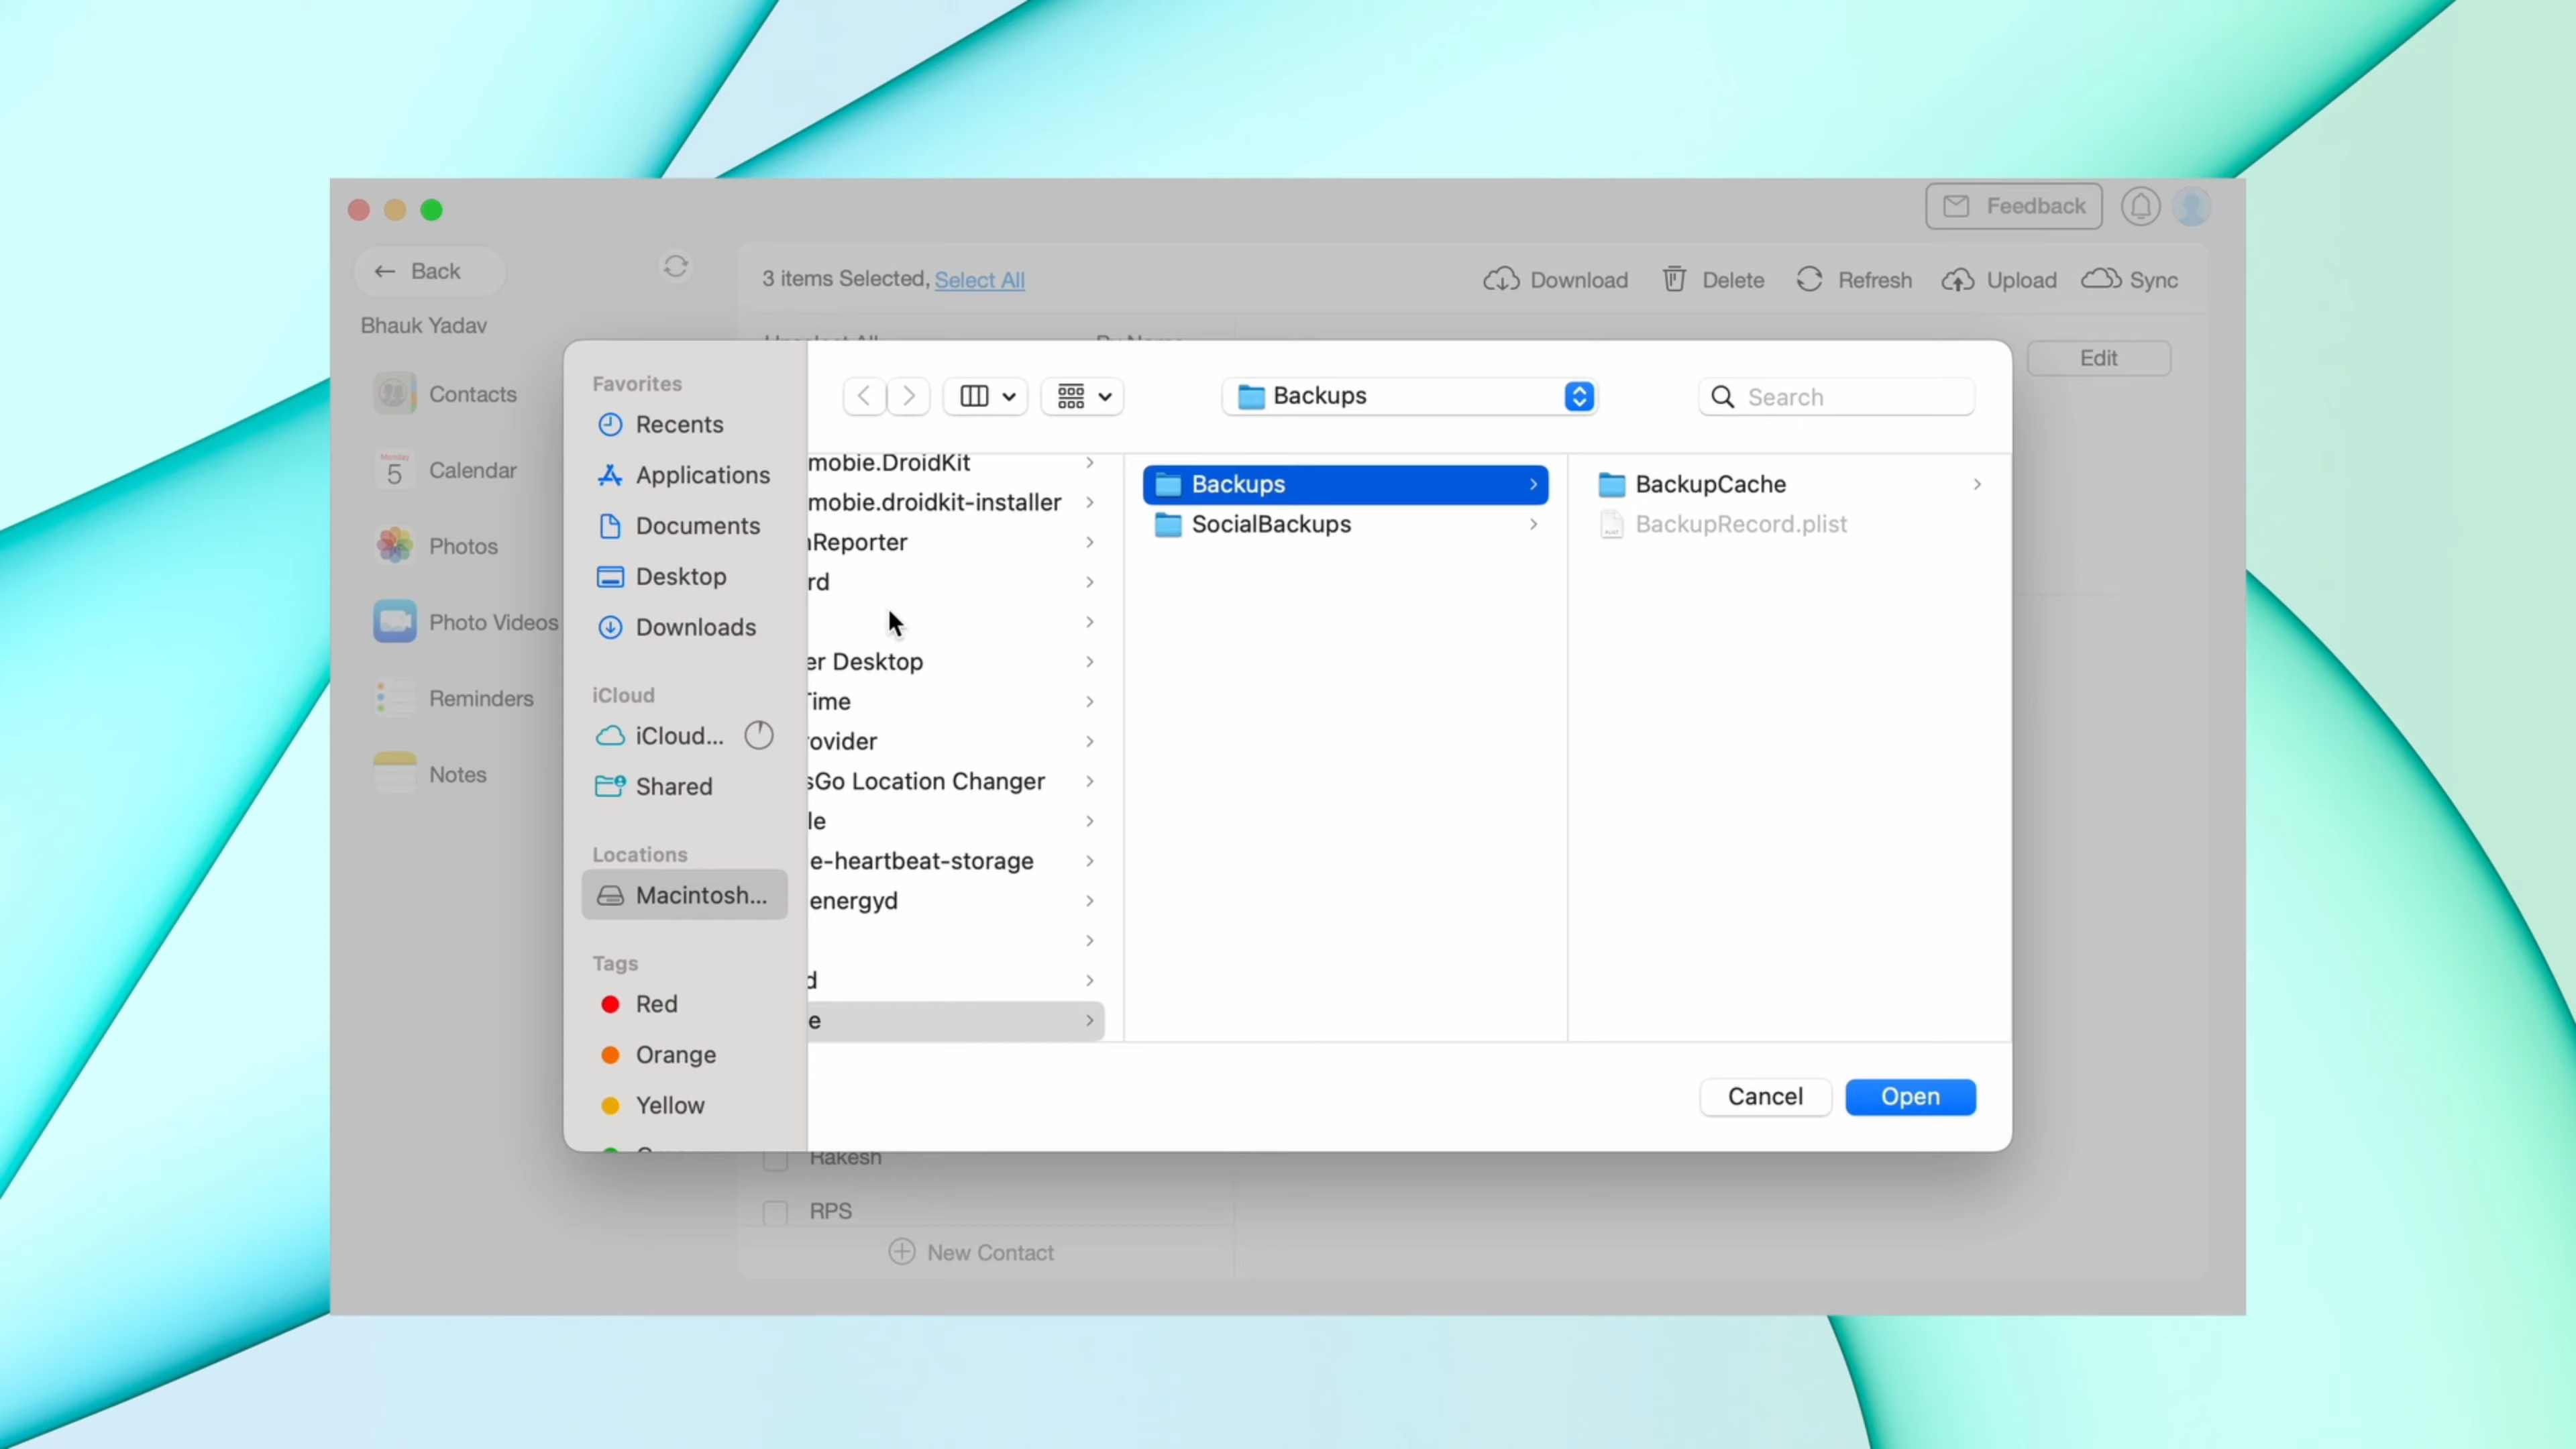 Feedback
Back
3 items Selected, Select All
Download
Delete
Refresh
Upload
Sync
Bhauk Yadav
Edit
Contacts
Monday
5
Calendar
Photos
Photo Videos
Reminders
Notes
Favorites
Recents
Applications
Documents
Desktop
Downloads
iCloud
iCloud...
Shared
Locations
Macintosh...
Tags
Red
Orange
Yellow
Backups
Search
mobie.DroidKit
mobie.droidkit-installer
Reporter
rd
er Desktop
ime
ovider
sGo Location Changer
le
e-heartbeat-storage
energyd
d
e
Backups
SocialBackups
BackupCache
BackupRecord.plist
Cancel
Open
Rakesh
RPS
New Contact